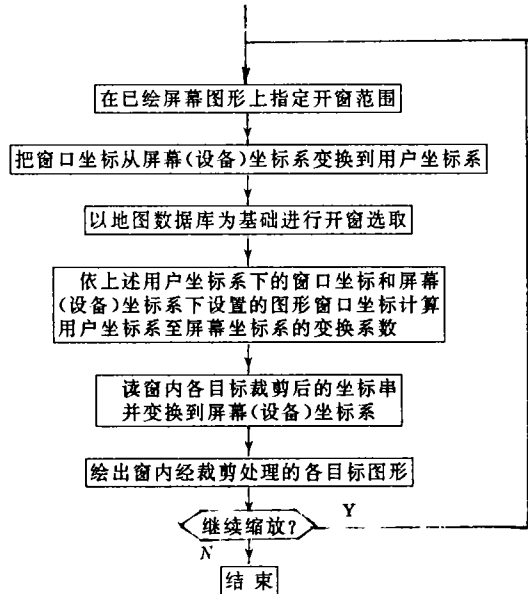 在已绘屏幕图形上指定开窗范围
把窗口坐标从屏幕(设备)坐标系变换到用户坐标系
以地图数据库为基础进行开窗选取
依上述用户坐标系下的窗口坐标和屏幕
(设备)坐标系下设置的图形窗口坐标计算
用户坐标系至屏幕坐标系的变换系数
读窗内各目标裁剪后的坐标串
并变换到屏幕(设备)坐标系
绘出窗内经裁剪处理的各目标图形
继续缩放?
Y
N
结束